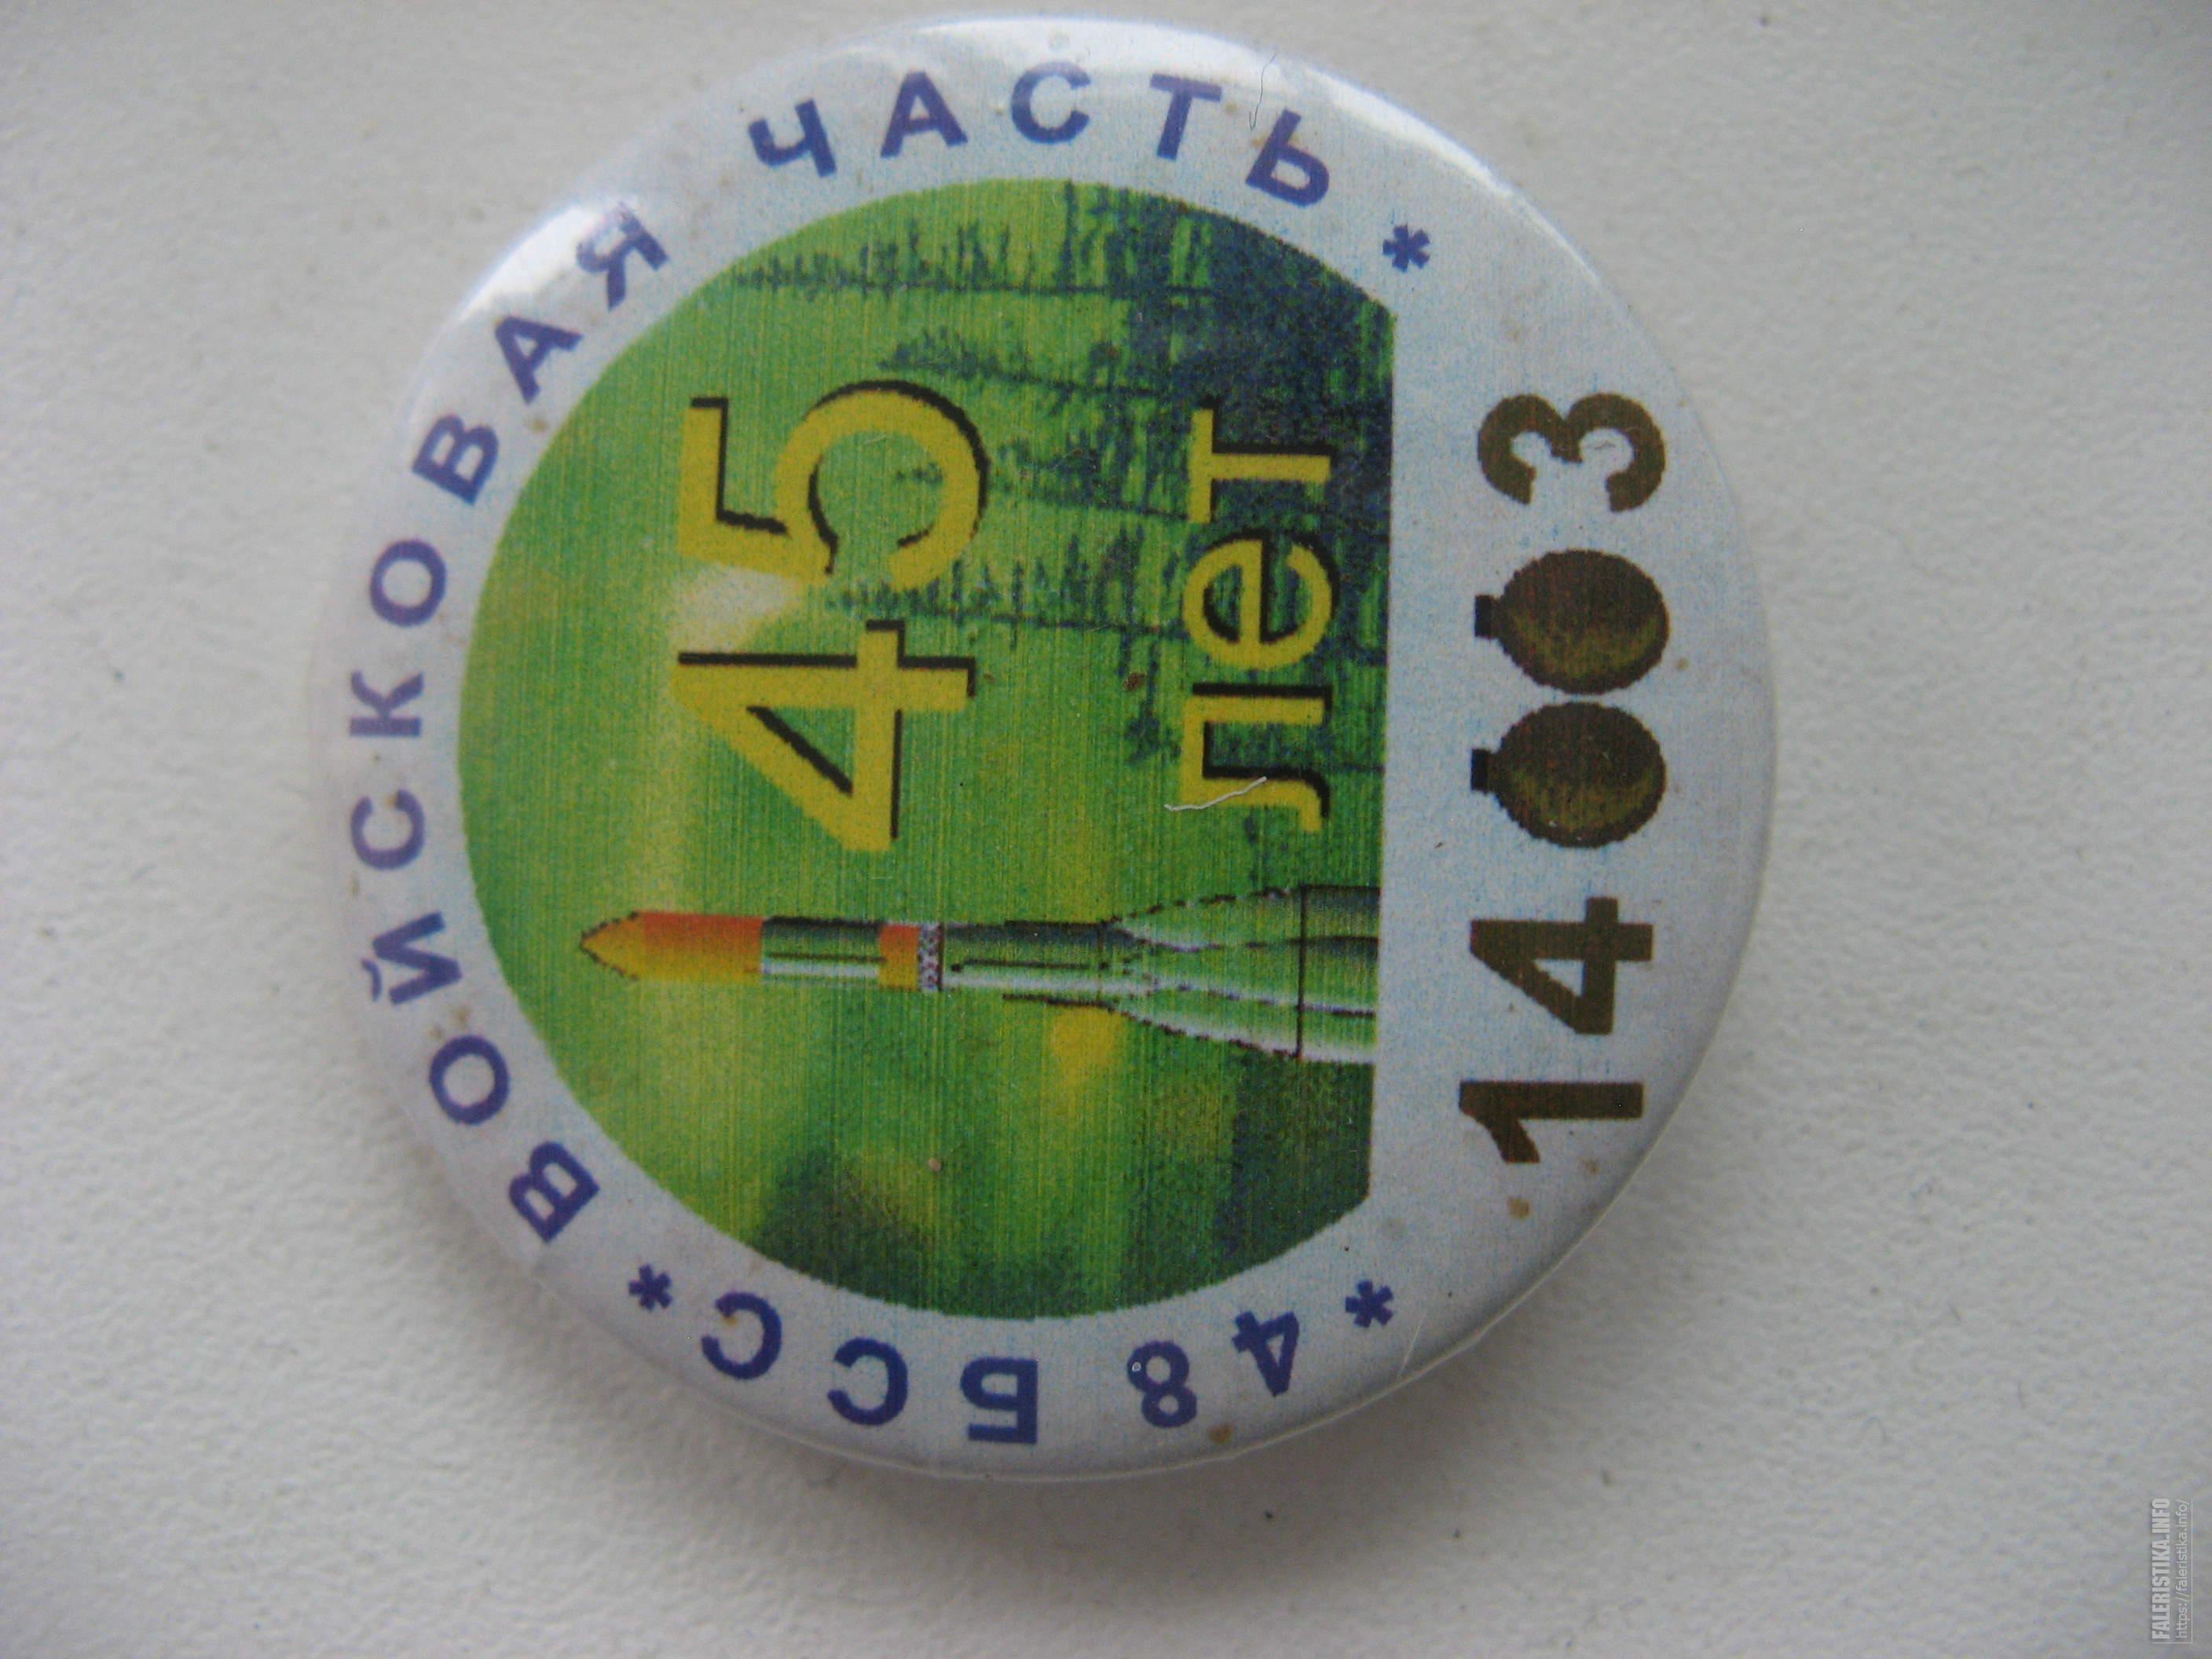 *48 БСС*ВОЙСКОВАЯ ЧАСТЬ*
45
лет
14003
FALERISTIKA.INFO
https://faleristika.info/